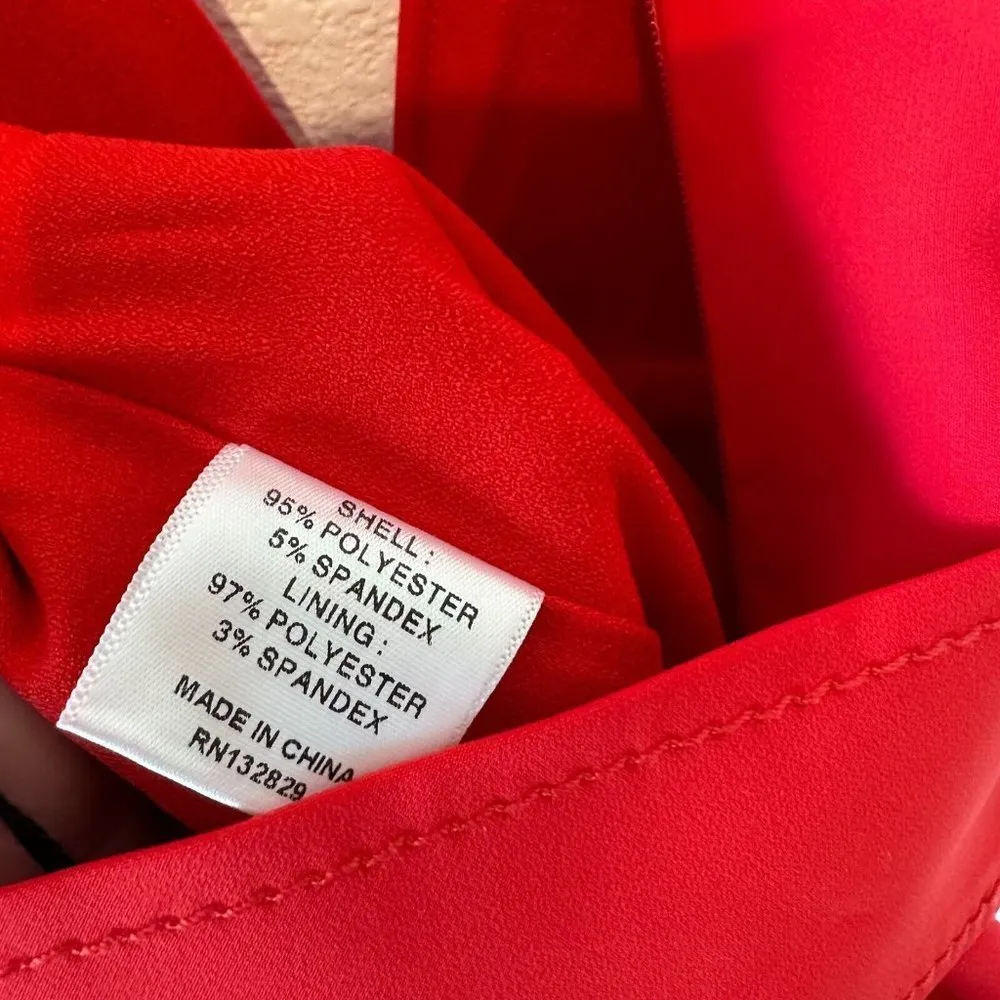 SHELL:
95% POLYESTER
5% SPANDEX
LINING:
97% POLYESTER
3% SPANDEX
MADE IN CHINA
RN132829